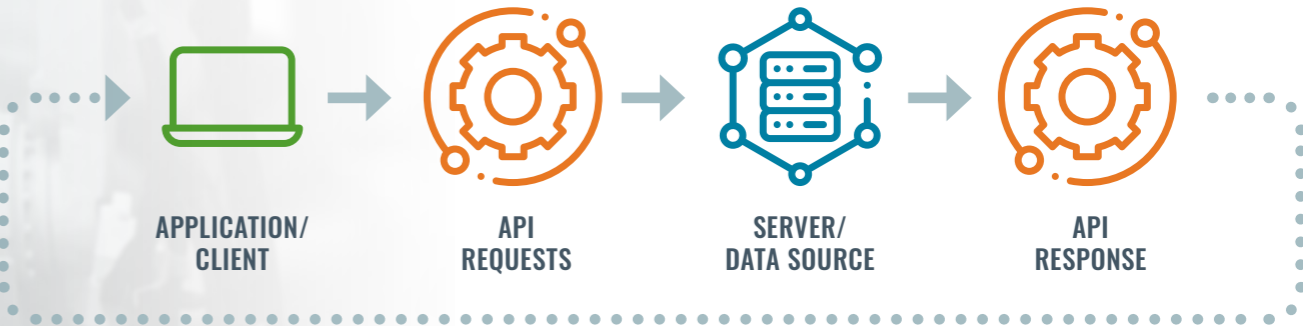 APPLICATION/
CLIENT
API
REQUESTS
SERVER/
DATA SOURCE
API
RESPONSE